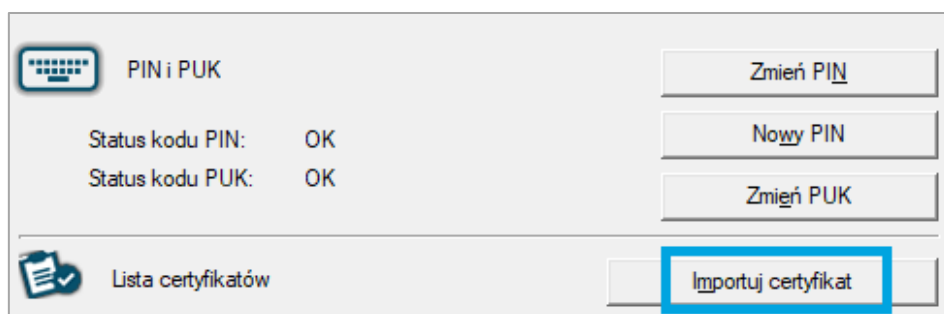 PIN i PUK
Zmień PIN
Status kodu PIN: OK
Nowy PIN
Status kodu PUK: OK
Zmień PUK
Lista certyfikatów
Importuj certyfikat